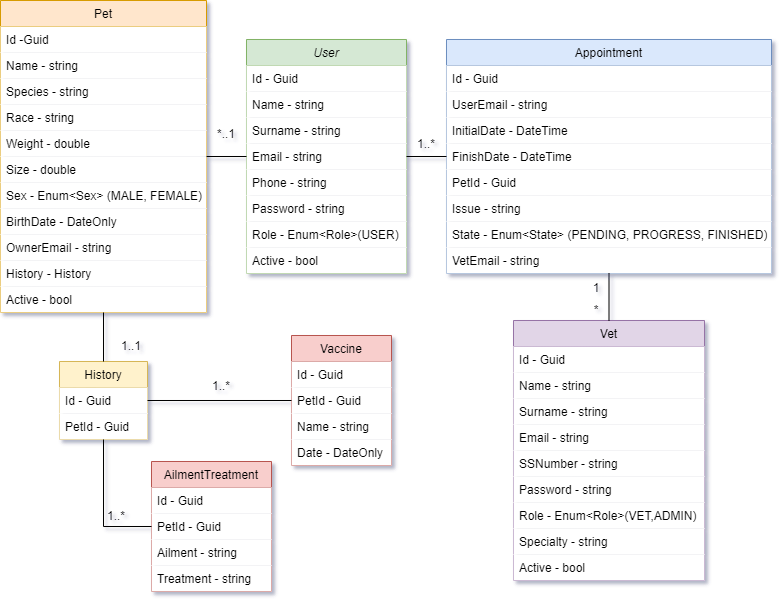 Pet
Id -Guid
Name - string
Species - string
Race - string
Weight - double
Size - double
Sex - Enum<Sex> (MALE, FEMALE)
BirthDate - DateOnly
OwnerEmail - string
History - History
Active - bool
*..1
User
Id - Guid
Name - string
Surname - string
Email - string
Phone - string
Password - string
Role - Enum<Role>(USER)
Active - bool
1..*
Appointment
Id - Guid
UserEmail - string
InitialDate - DateTime
FinishDate - DateTime
PetId - Guid
Issue - string
State - Enum<State> (PENDING, PROGRESS, FINISHED)
VetEmail - string
1
*
Vet
Id - Guid
Name - string
Surname - string
Email - string
SSNumber - string
Password - string
Role - Enum<Role>(VET,ADMIN)
Specialty - string
Active - bool
1..1
History
Id - Guid
PetId - Guid
1..*
Vaccine
Id - Guid
PetId - Guid
Name - string
Date - DateOnly
1..*
AilmentTreatment
Id - Guid
PetId - Guid
Ailment - string
Treatment - string